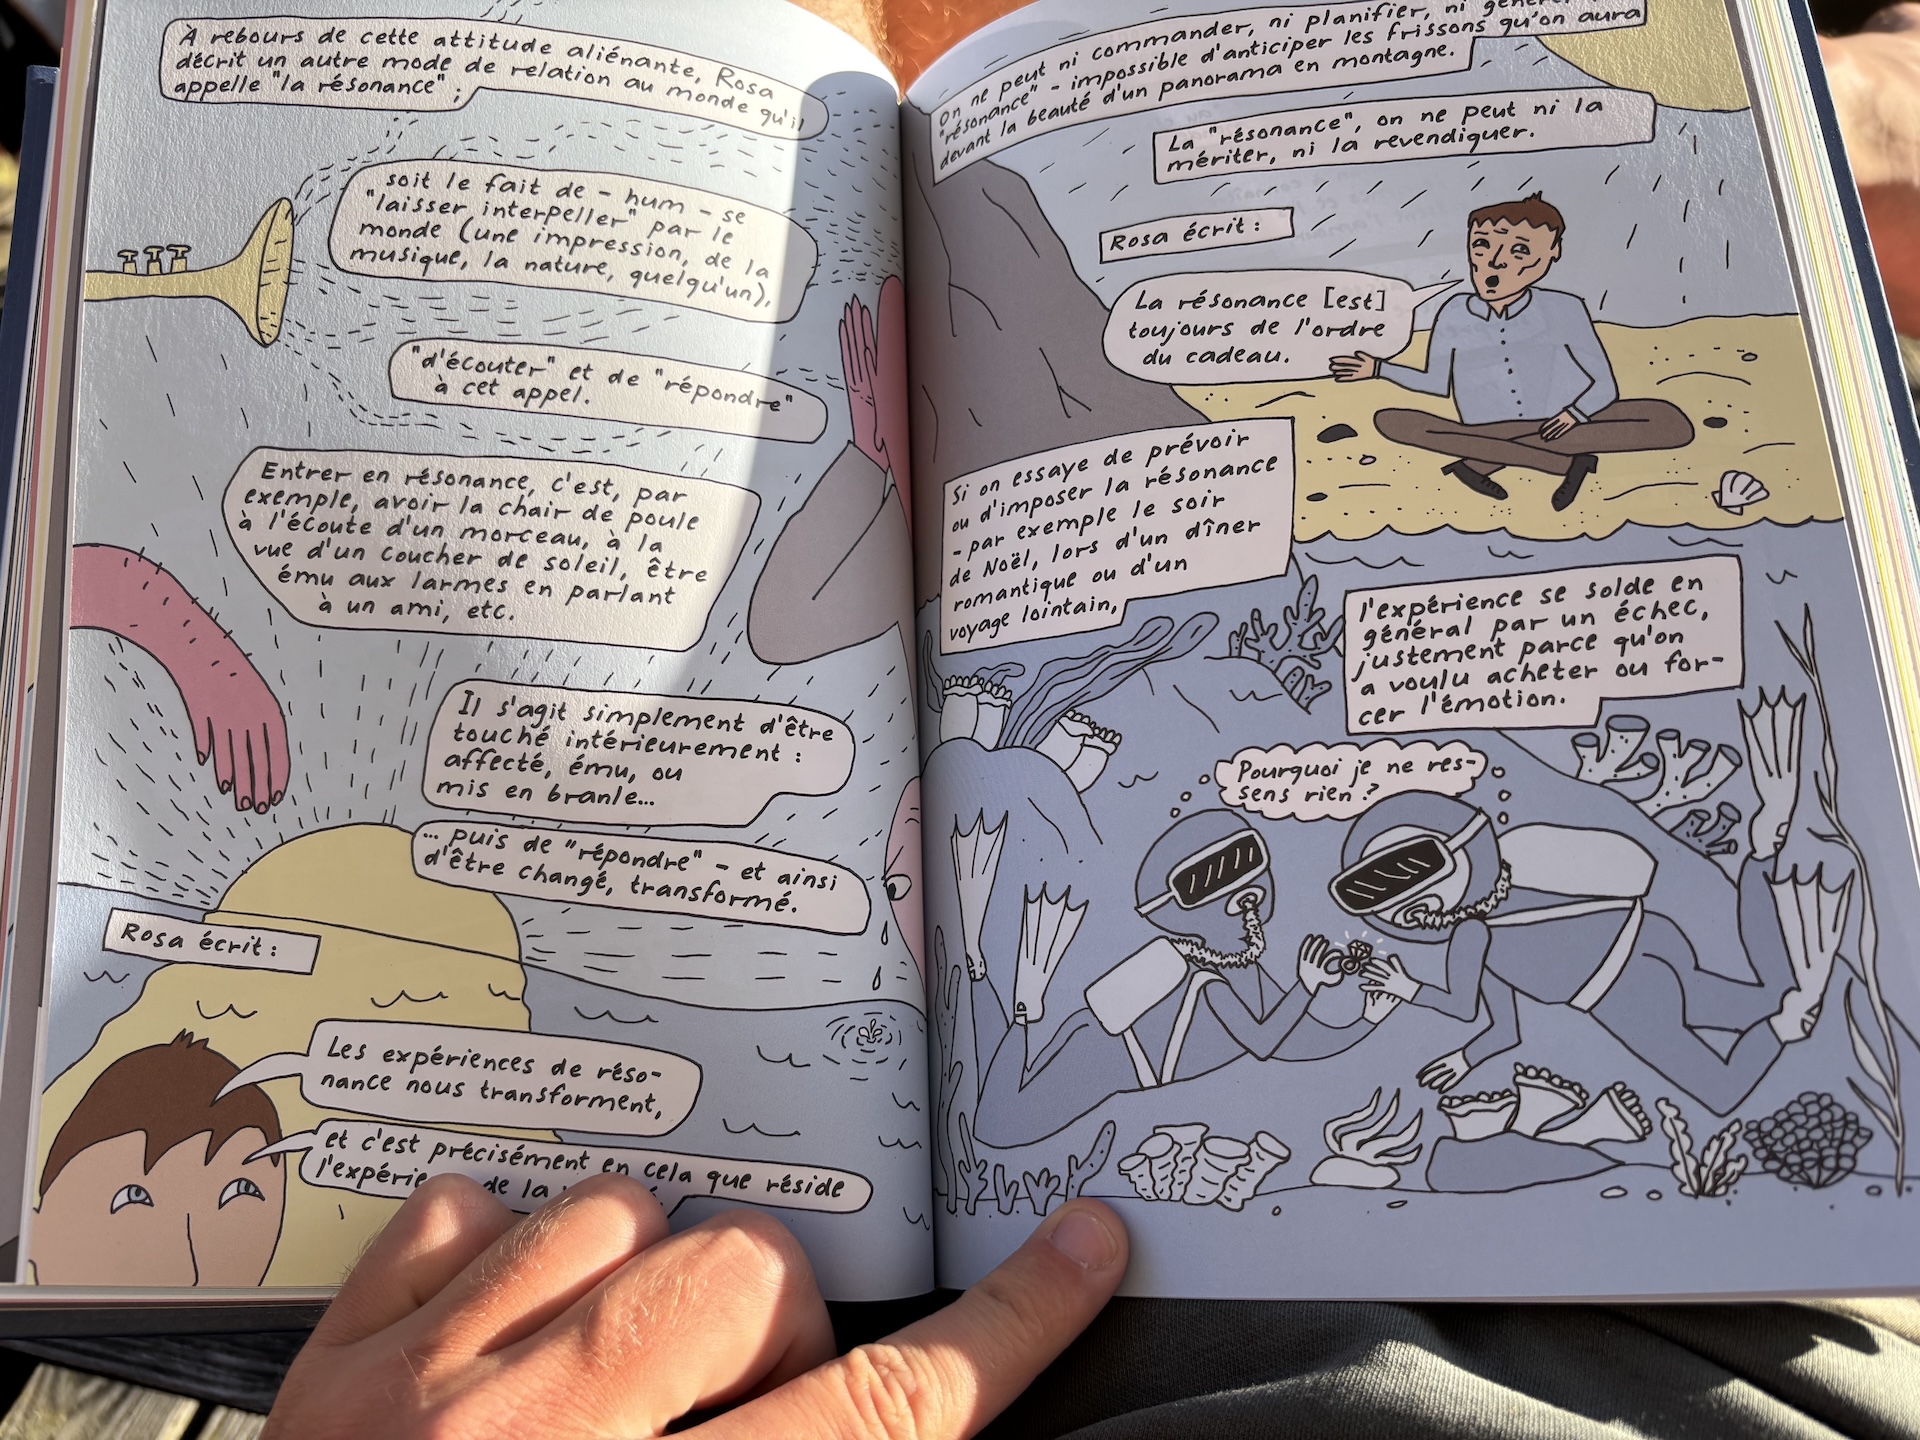 À rebours de cette attitude aliénante, Rosa
décrit un autre mode de relation au monde qu'il
appelle "la résonance" ;
soit le fait de - hum - se
"laisser interpeller" par le
monde (une impression, de la
musique, la nature, quelqu'un),
"d'écouter" et de "répondre"
à cet appel.
Entrer en résonance, c'est, par
exemple, avoir la chair de poule
à l'écoute d'un morceau, à la
vue d'un coucher de soleil, être
ému aux larmes en parlant
à un ami, etc.
Il s'agit simplement d'être
touché intérieurement :
affecté, ému, ou
mis en branle...
... puis de "répondre" - et ainsi
d'être changé, transformé.
Rosa écrit :
Les expériences de réso-
nance nous transforment,
et c'est précisément en cela que réside
de la
On ne peut ni commander, ni planifier, ni
"résonance" - impossible d'anticiper les frissons qu'on aura
devant la beauté d'un panorama en montagne.
La "résonance", on ne peut ni la
mériter, ni la revendiquer.
Rosa écrit :
La résonance [est]
toujours de l'ordre
du cadeau.
Si on essaye de prévoir
ou d'imposer la résonance
- par exemple le soir
de Noël, lors d'un dîner
romantique ou d'un
voyage lointain,
l'expérience se solde en
général par un échec,
justement parce qu'on
a voulu acheter ou for-
cer l'émotion.
Pourquoi je ne res-
sens rien ?